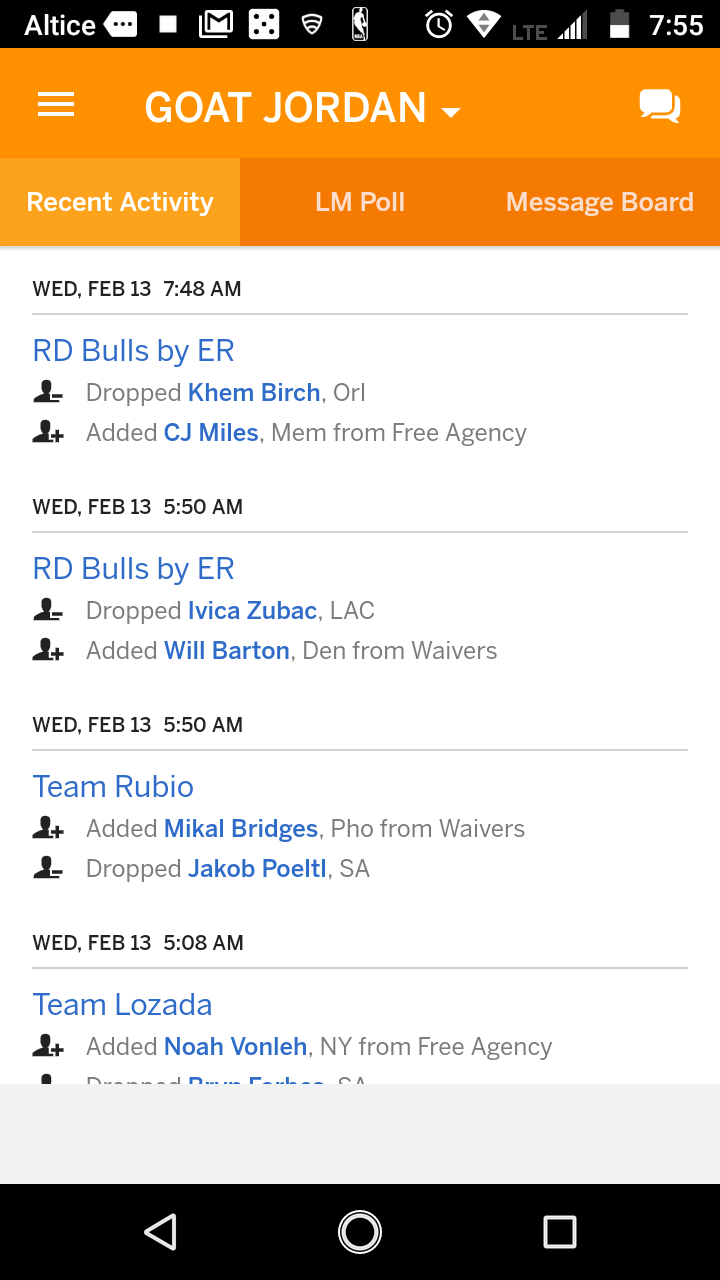 Altice LTE 7:55
GOAT JORDAN
Recent Activity LM Poll Message Board
WED, FEB 13 7:48 AM
RD Bulls by ER
Dropped Khem Birch, Orl
Added CJ Miles, Mem from Free Agency
WED, FEB 13 5:50 AM
RD Bulls by ER
Dropped Ivica Zubac, LAC
Added Will Barton, Den from Waivers
WED, FEB 13 5:50 AM
Team Rubio
Added Mikal Bridges, Pho from Waivers
Dropped Jakob Poeltl, SA
WED, FEB 13 5:08 AM
Team Lozada
Added Noah Vonleh, NY from Free Agency
Dropped Bryn Forbes, SA